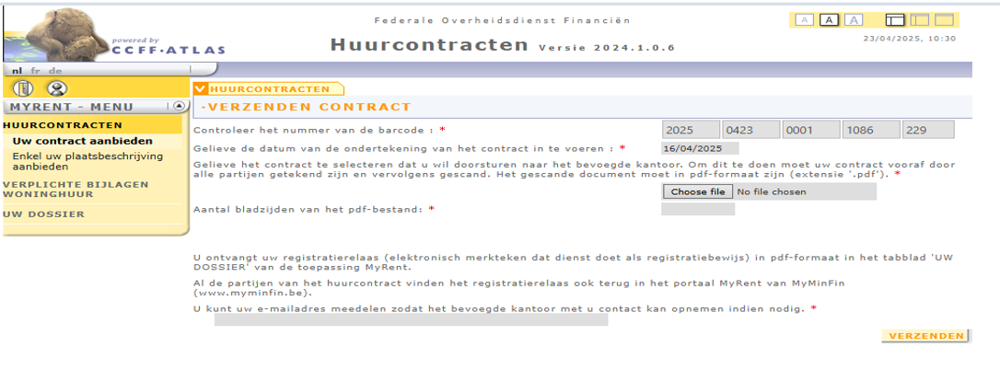 Federale Overheidsdienst Financiën
A A A
powered by
CCFF-ATLAS
Huurcontracten Versie 2024.1.0.6
23/04/2025, 10:30
nl fr de
MYRENT - MENU
HUURCONTRACTEN
Uw contract aanbieden
Enkel uw plaatsbeschrijving
aanbieden
VERPLICHTE BIJLAGEN
WONINGHUUR
UW DOSSIER
HUURCONTRACTEN
·VERZENDEN CONTRACT
Controleer het nummer van de barcode : * 2025 0423 0001 1086 229
Gelieve de datum van de ondertekening van het contract in te voeren : * 16/04/2025
Gelieve het contract te selecteren dat u wil doorsturen naar het bevoegde kantoor. Om dit te doen moet uw contract vooraf door
alle partijen getekend zijn en vervolgens gescand. Het gescande document moet in pdf-formaat zijn (extensie '.pdf'). *
Choose file No file chosen
Aantal bladzijden van het pdf-bestand: *
U ontvangt uw registratierelaas (elektronisch merkteken dat dienst doet als registratiebewijs) in pdf-formaat in het tabblad 'UW
DOSSIER' van de toepassing MyRent.
Al de partijen van het huurcontract vinden het registratierelaas ook terug in het portaal MyRent van MyMinFin
(www.myminfin.be).
U kunt uw e-mailadres meedelen zodat het bevoegde kantoor met u contact kan opnemen indien nodig. *
VERZENDEN